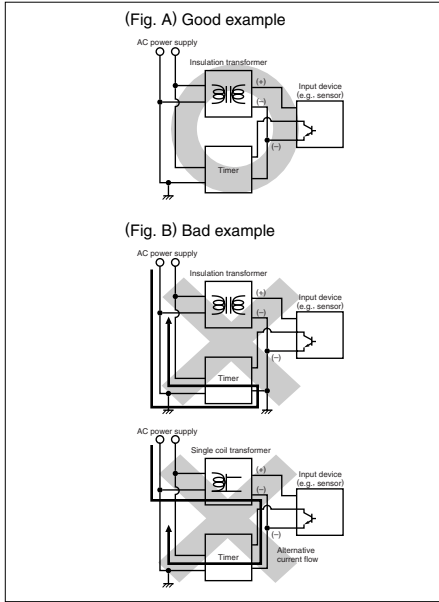 (Fig. A) Good example
AC power supply
Insulation transformer
(+)
Input device
(e.g., sensor)
(−)
(−)
Timer
(Fig. B) Bad example
AC power supply
Insulation transformer
(+)
Input device
(e.g., sensor)
(−)
(−)
Timer
AC power supply
Single coil transformer
(+)
Input device
(e.g., sensor)
(−)
(−)
Timer
Alternative
current flow